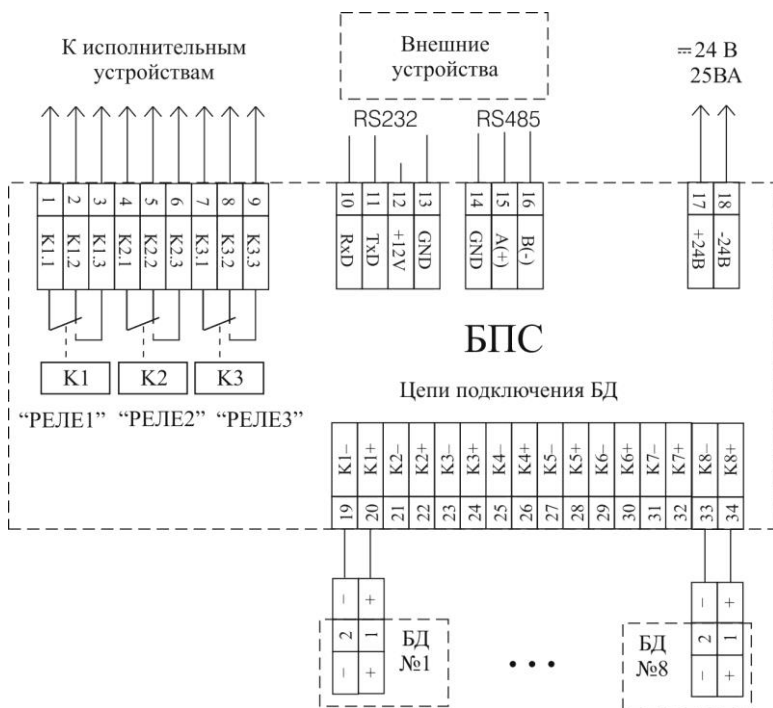 К исполнительным
устройствам
Внешние
устройства
=24 В
25ВА
RS232
RS485
1 2 3 4 5 6 7 8 9
K1.1 K1.2 K1.3 K2.1 K2.2 K2.3 K3.1 K3.2 K3.3
10 11 12 13
RxD TxD +12V GND
14 15 16
GND A(+) B(-)
17 18
+24В -24В
K1 K2 K3
“РЕЛЕ1” “РЕЛЕ2” “РЕЛЕ3”
БПС
Цепи подключения БД
K1– K1+ K2– K2+ K3– K3+ K4– K4+ K5– K5+ K6– K6+ K7– K7+ K8– K8+
19 20 21 22 23 24 25 26 27 28 29 30 31 32 33 34
– +
2 1
– +
БД
№1
• • •
БД
№8
– +
2 1
– +